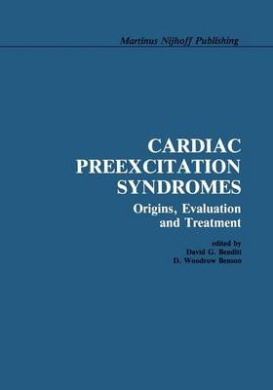 Martinus Nijhoff Publishing
CARDIAC
PREEXCITATION
SYNDROMES
Origins, Evaluation
and Treatment
edited by
David G. Benditt
D. Woodrow Benson